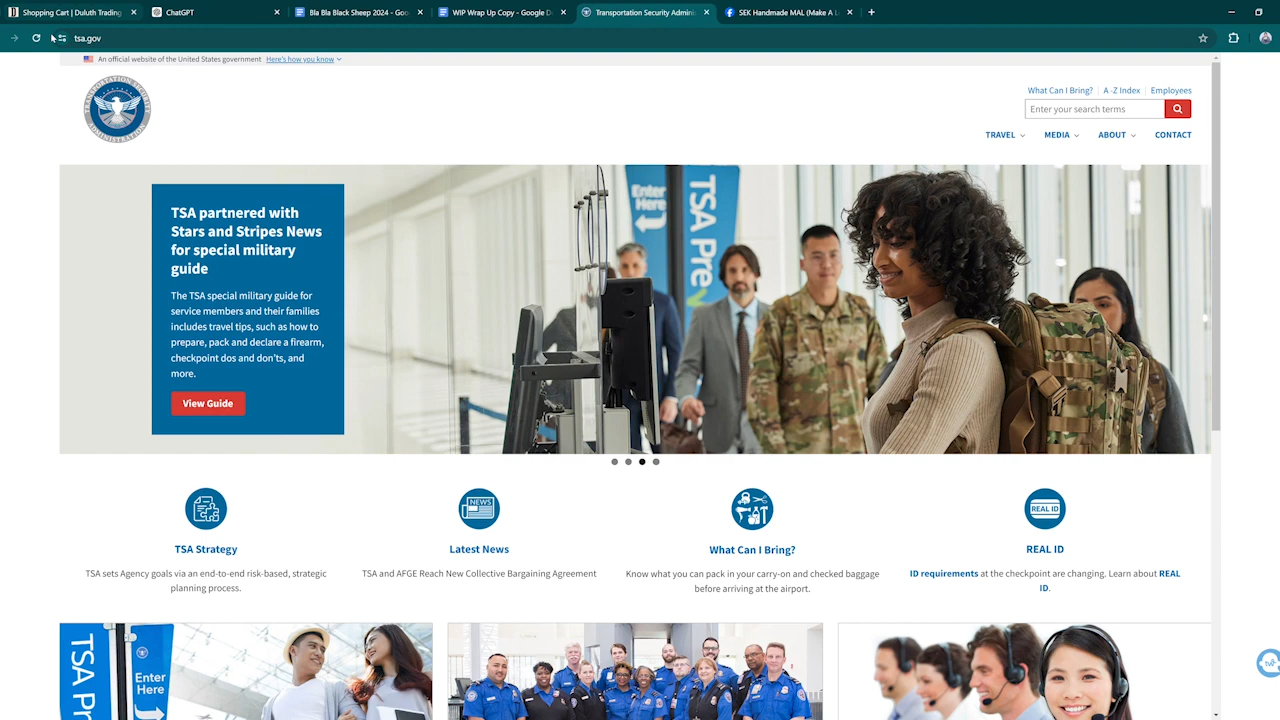 Shopping Cart | Duluth Trading
ChatGPT
Bla Bla Black Sheep 2024 - Goo
WIP Wrap Up Copy - Google D
Transportation Security Admini
SEK Handmade MAL (Make A L
tsa.gov
An official website of the United States government Here's how you know
TRANSPORTATION SECURITY ADMINISTRATION
What Can I Bring?
A -Z Index
Employees
Enter your search terms
TRAVEL
MEDIA
ABOUT
CONTACT
TSA partnered with
Stars and Stripes News
for special military
guide
The TSA special military guide for
service members and their families
includes travel tips, such as how to
prepare, pack and declare a firearm,
checkpoint dos and don'ts, and
more.
View Guide
Enter
Here
TSA Pre
NEWS
REAL ID
TSA Strategy
Latest News
What Can I Bring?
REAL ID
TSA sets Agency goals via an end-to-end risk-based, strategic
planning process.
TSA and AFGE Reach New Collective Bargaining Agreement
Know what you can pack in your carry-on and checked baggage
before arriving at the airport.
ID requirements at the checkpoint are changing. Learn about REAL
ID.
TSA Pre
Enter
Here